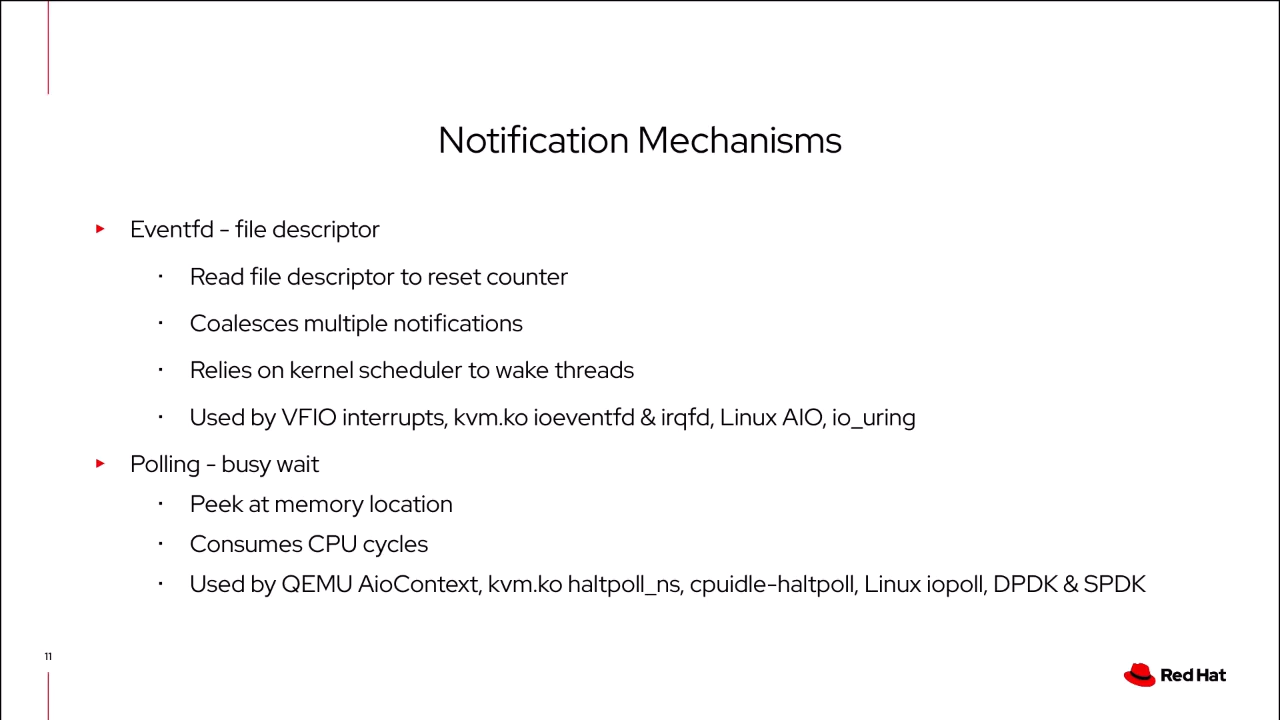 Notification Mechanisms
▸ Eventfd - file descriptor
· Read file descriptor to reset counter
· Coalesces multiple notifications
· Relies on kernel scheduler to wake threads
· Used by VFIO interrupts, kvm.ko ioeventfd & irqfd, Linux AIO, io_uring
▸ Polling - busy wait
· Peek at memory location
· Consumes CPU cycles
· Used by QEMU AioContext, kvm.ko haltpoll_ns, cpuidle-haltpoll, Linux iopoll, DPDK & SPDK
11
Red Hat